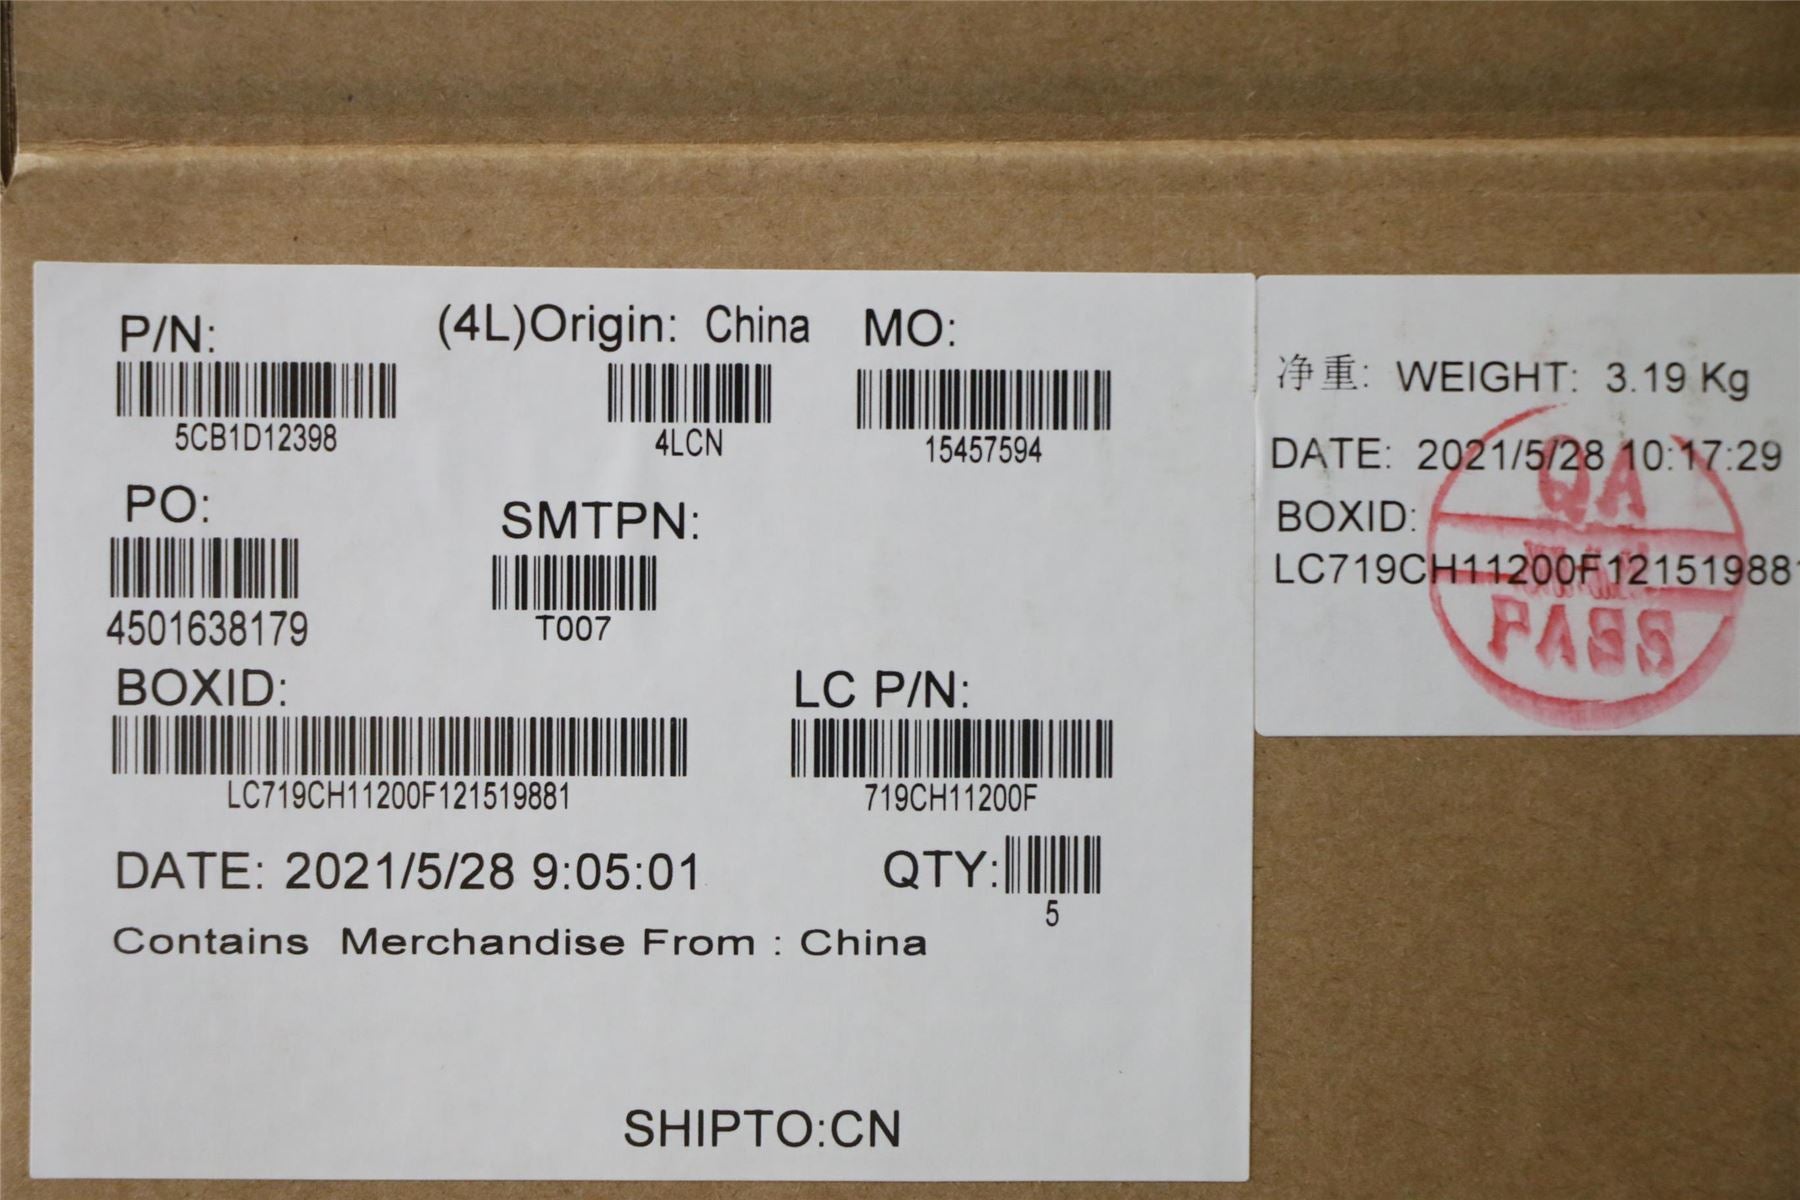 P/N: (4L)Origin: China MO:
5CB1D12398 4LCN 15457594
PO: SMTPN:
4501638179 T007
BOXID: LC P/N:
LC719CH11200F121519881 719CH11200F
DATE: 2021/5/28 9:05:01 QTY:
5
Contains Merchandise From : China
SHIPTO:CN
净重: WEIGHT: 3.19 Kg
DATE: 2021/5/28 10:17:29
BOXID:
LC719CH11200F121519881
QA